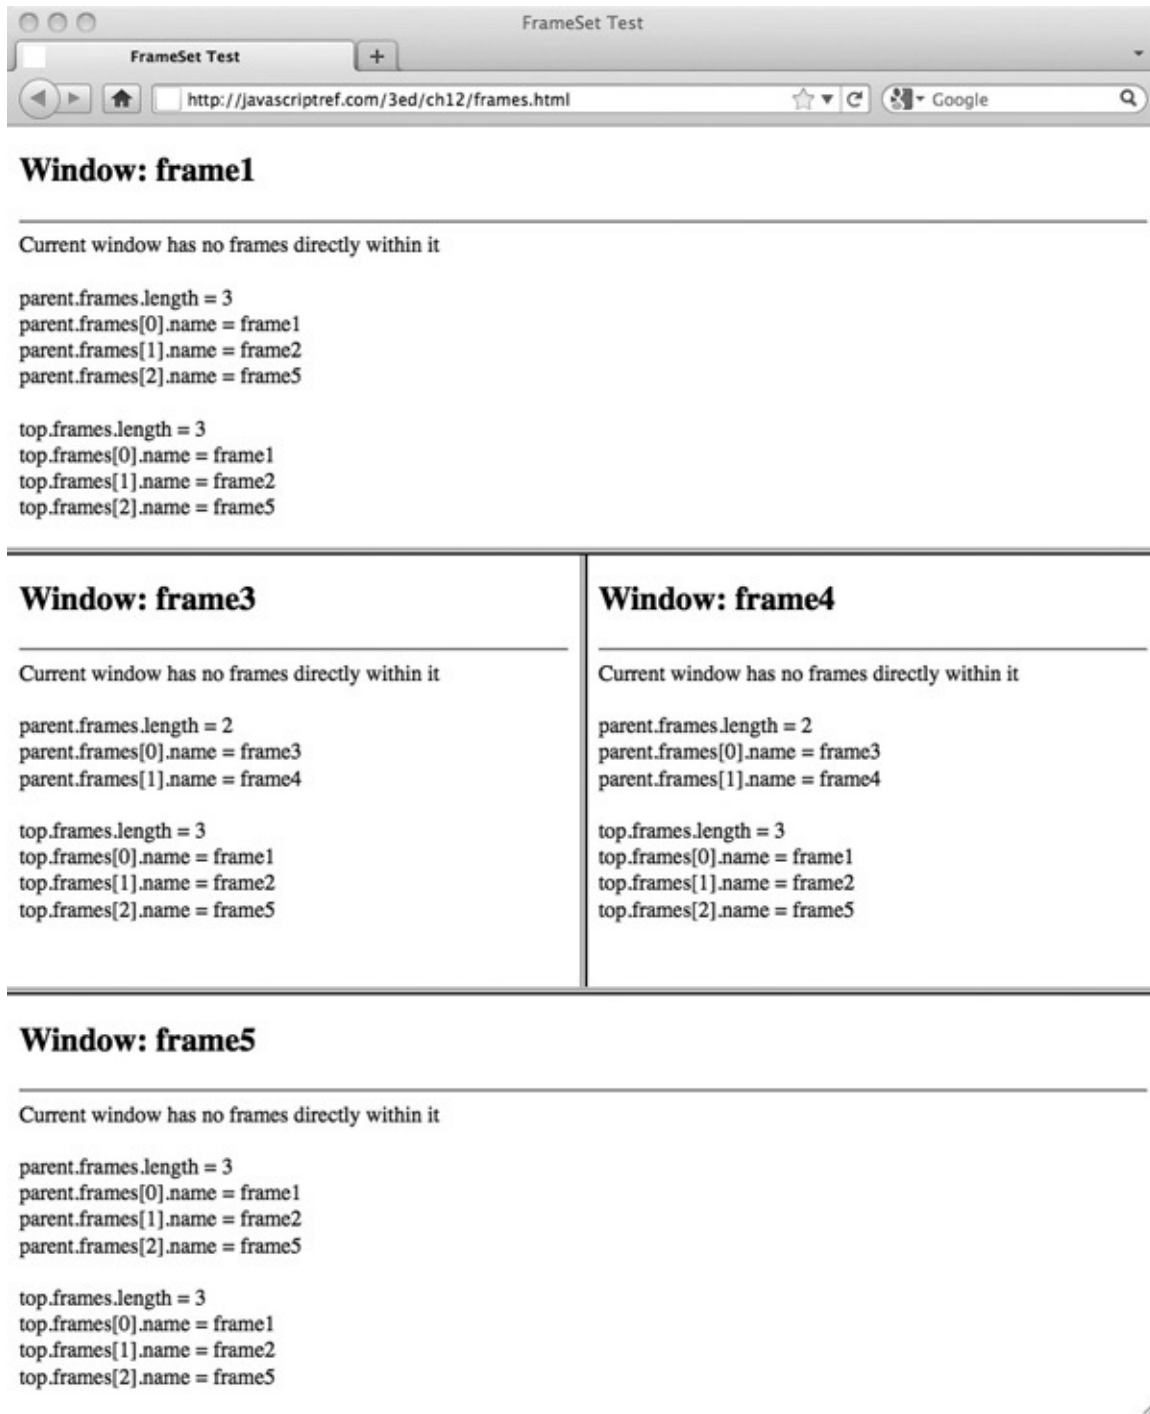 FrameSet Test
FrameSet Test
http://javascriptref.com/3ed/ch12/frames.html
Google
Window: frame1
Current window has no frames directly within it
parent.frames.length = 3
parent.frames[0].name = frame1
parent.frames[1].name = frame2
parent.frames[2].name = frame5
top.frames.length = 3
top.frames[0].name = frame1
top.frames[1].name = frame2
top.frames[2].name = frame5
Window: frame3
Current window has no frames directly within it
parent.frames.length = 2
parent.frames[0].name = frame3
parent.frames[1].name = frame4
top.frames.length = 3
top.frames[0].name = frame1
top.frames[1].name = frame2
top.frames[2].name = frame5
Window: frame4
Current window has no frames directly within it
parent.frames.length = 2
parent.frames[0].name = frame3
parent.frames[1].name = frame4
top.frames.length = 3
top.frames[0].name = frame1
top.frames[1].name = frame2
top.frames[2].name = frame5
Window: frame5
Current window has no frames directly within it
parent.frames.length = 3
parent.frames[0].name = frame1
parent.frames[1].name = frame2
parent.frames[2].name = frame5
top.frames.length = 3
top.frames[0].name = frame1
top.frames[1].name = frame2
top.frames[2].name = frame5